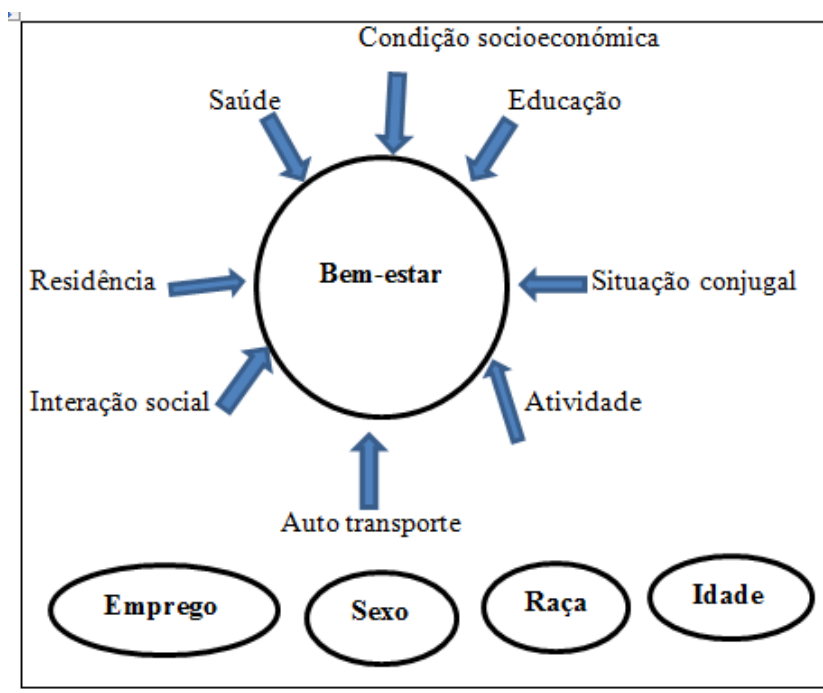 Condição socioeconómica
Saúde
Educação
Bem-estar
Residência
Situação conjugal
Interação social
Atividade
Auto transporte
Emprego
Sexo
Raça
Idade